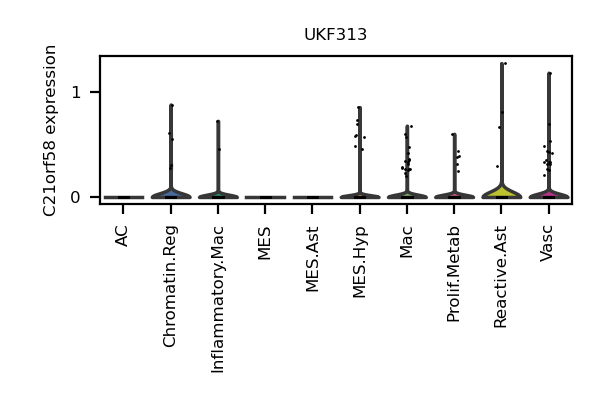 UKF313
C21orf58 expression
1
0
AC
Chromatin.Reg
Inflammatory.Mac
MES
MES.Ast
MES.Hyp
Mac
Prolif.Metab
Reactive.Ast
Vasc